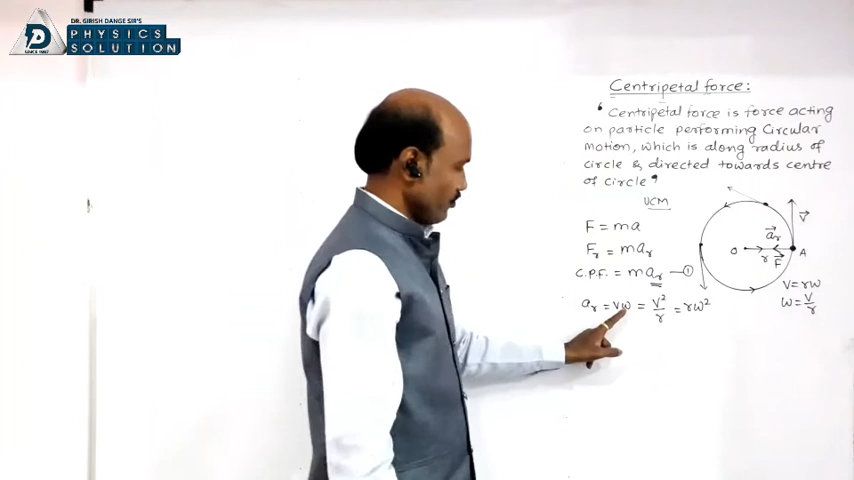 DR. GIRISH DANGE SIR'S
PHYSICS
SOLUTION
SINCE 1997
Centripetal force:
" Centripetal force is force acting
on particle performing Circular
motion, which is along radius of
circle & directed towards centre
of circle "
UCM
F = ma
Fr = mar
C.P.F. = mar —①
ar = vω = v²/r = rω²
v
ar
O
r
F
A
v = rω
ω = v/r